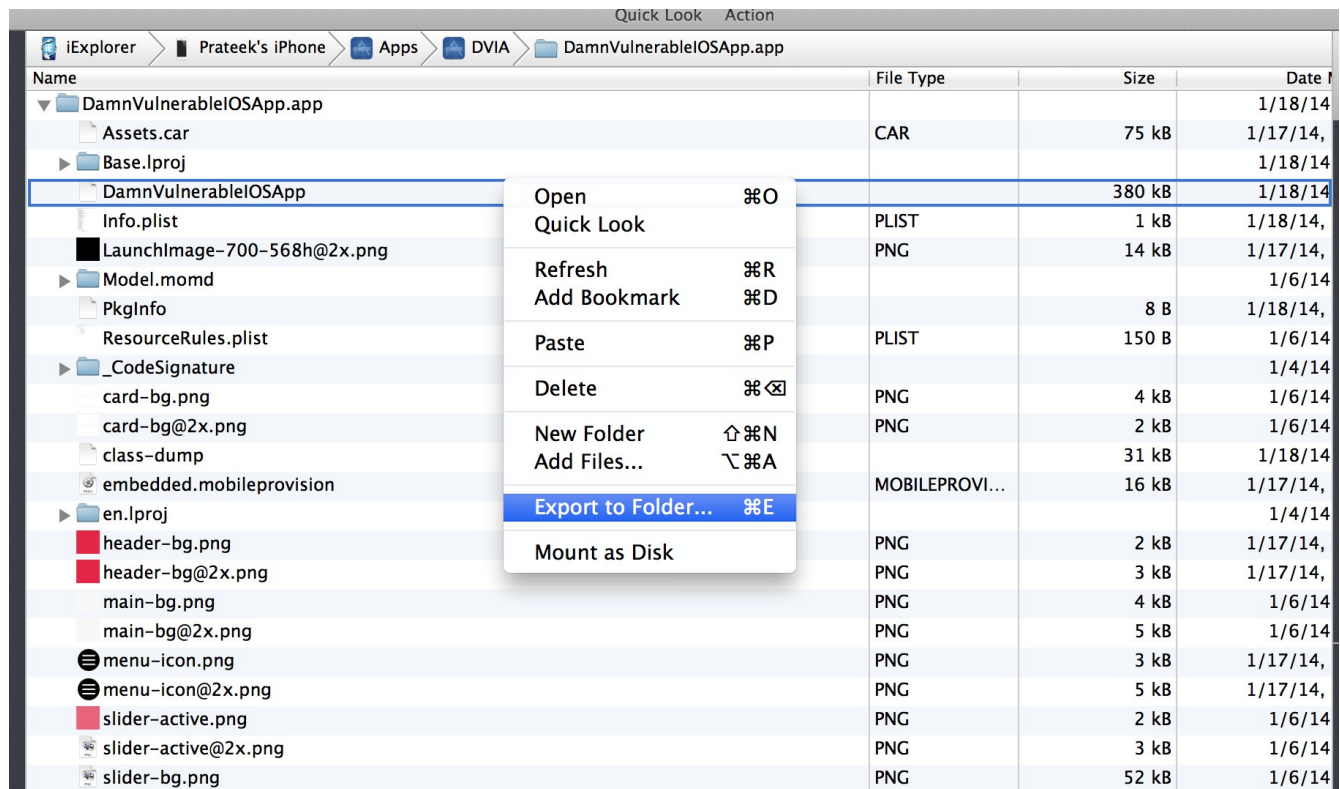 Quick Look Action
iExplorer Prateek's iPhone Apps DVIA DamnVulnerableIOSApp.app
Name File Type Size Date
DamnVulnerableIOSApp.app 1/18/14
Assets.car CAR 75 kB 1/17/14,
Base.lproj 1/18/14
DamnVulnerableIOSApp 380 kB 1/18/14
Info.plist PLIST 1 kB 1/18/14,
LaunchImage-700-568h@2x.png PNG 14 kB 1/17/14,
Model.momd 1/6/14
PkgInfo 8 B 1/18/14,
ResourceRules.plist PLIST 150 B 1/6/14
_CodeSignature 1/4/14
card-bg.png PNG 4 kB 1/6/14
card-bg@2x.png PNG 2 kB 1/6/14
class-dump 31 kB 1/18/14
embedded.mobileprovision MOBILEPROVI... 16 kB 1/17/14,
en.lproj 1/4/14
header-bg.png PNG 2 kB 1/17/14,
header-bg@2x.png PNG 3 kB 1/17/14,
main-bg.png PNG 4 kB 1/6/14
main-bg@2x.png PNG 5 kB 1/6/14
menu-icon.png PNG 3 kB 1/17/14,
menu-icon@2x.png PNG 5 kB 1/17/14,
slider-active.png PNG 2 kB 1/6/14
slider-active@2x.png PNG 3 kB 1/6/14
slider-bg.png PNG 52 kB 1/6/14
Open ⌘O
Quick Look
Refresh ⌘R
Add Bookmark ⌘D
Paste ⌘P
Delete ⌘⌫
New Folder ⇧⌘N
Add Files... ⌥⌘A
Export to Folder... ⌘E
Mount as Disk